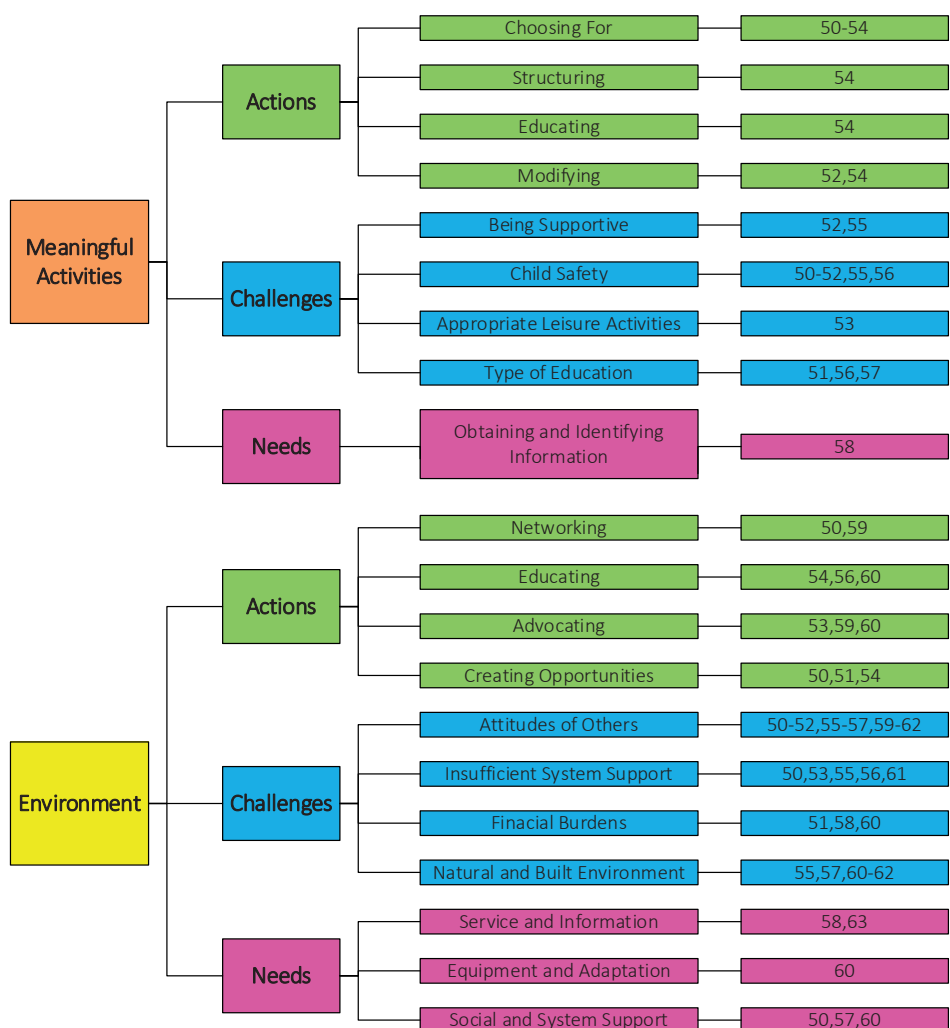 Meaningful
Activities
Actions
Choosing For
50-54
Structuring
54
Educating
54
Modifying
52,54
Challenges
Being Supportive
52,55
Child Safety
50-52,55,56
Appropriate Leisure Activities
53
Type of Education
51,56,57
Needs
Obtaining and Identifying
Information
58
Environment
Actions
Networking
50,59
Educating
54,56,60
Advocating
53,59,60
Creating Opportunities
50,51,54
Challenges
Attitudes of Others
50-52,55-57,59-62
Insufficient System Support
50,53,55,56,61
Finacial Burdens
51,58,60
Natural and Built Environment
55,57,60-62
Needs
Service and Information
58,63
Equipment and Adaptation
60
Social and System Support
50,57,60